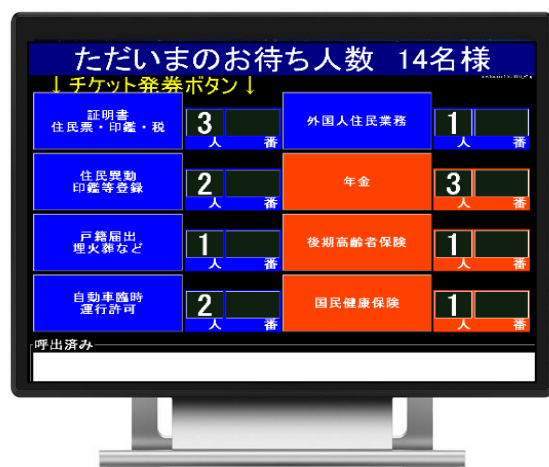 ただいまのお待ち人数 14名様
↓チケット発券ボタン↓
証明書
住民票・印鑑・税
3
人 番
外国人住民業務
1
人 番
住民異動
印鑑等登録
2
人 番
年金
3
人 番
戸籍届出
埋火葬など
1
人 番
後期高齢者保険
1
人 番
自動車臨時
運行許可
2
人 番
国民健康保険
1
人 番
呼出済み